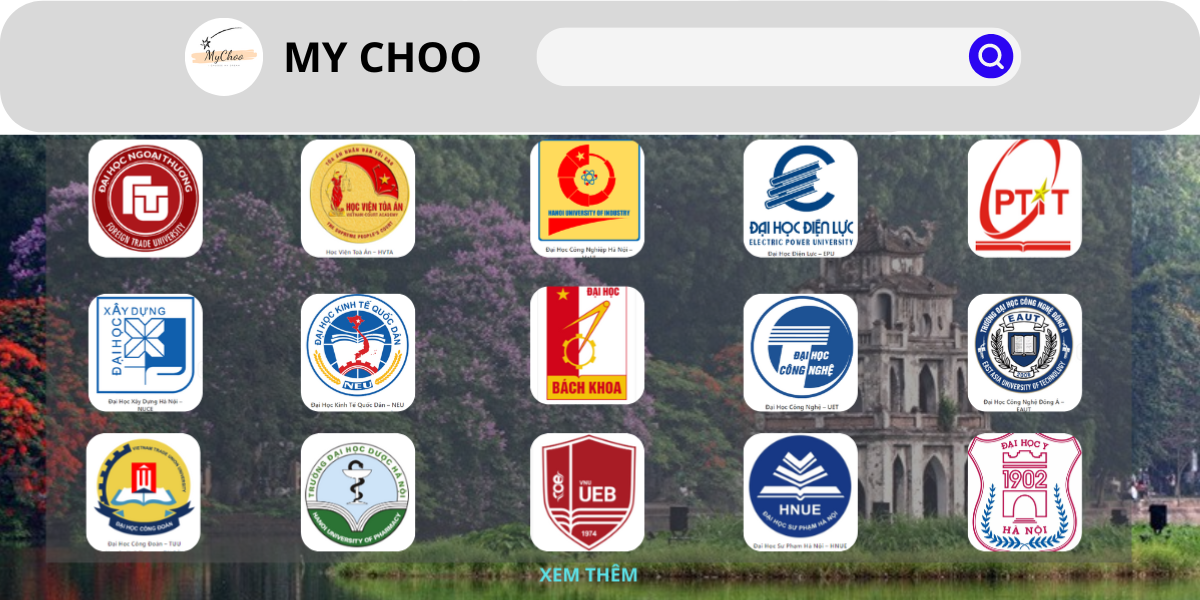 MyChoo
MY CHOO
ĐẠI HỌC NGOẠI THƯƠNG
FTU
FOREIGN TRADE UNIVERSITY
TÒA ÁN NHÂN DÂN TỐI CAO
HỌC VIỆN TÒA ÁN
VIETNAM COURT ACADEMY
THE SUPREME PEOPLE'S COURT
Học Viện Toà Án – HVTA
HANOI UNIVERSITY OF INDUSTRY
Đại Học Công Nghiệp Hà Nội –
ĐẠI HỌC ĐIỆN LỰC
ELECTRIC POWER UNIVERSITY
Đại Học Điện Lực – EPU
PTIT
XÂY DỰNG
ĐẠI HỌC
Đại Học Xây Dựng Hà Nội –
NUCE
ĐẠI HỌC KINH TẾ QUỐC DÂN
NEU
Đại Học Kinh Tế Quốc Dân – NEU
ĐẠI HỌC
BÁCH KHOA
ĐẠI HỌC
CÔNG NGHỆ
Đại Học Công Nghệ – UET
TRƯỜNG ĐẠI HỌC CÔNG NGHỆ ĐÔNG Á
EAUT
2008
EAST ASIA UNIVERSITY OF TECHNOLOGY
Đại Học Công Nghệ Đông Á –
EAUT
VIETNAM TRADE UNION UNIVERSITY
ĐẠI HỌC CÔNG ĐOÀN
Đại Học Công Đoàn – TUU
TRƯỜNG ĐẠI HỌC DƯỢC HÀ NỘI
HANOI UNIVERSITY OF PHARMACY
VNU
UEB
1974
HNUE
ĐẠI HỌC SƯ PHẠM HÀ NỘI
Đại Học Sư Phạm Hà Nội – HNUE
ĐẠI HỌC Y
1902
HÀ NỘI
XEM THÊM